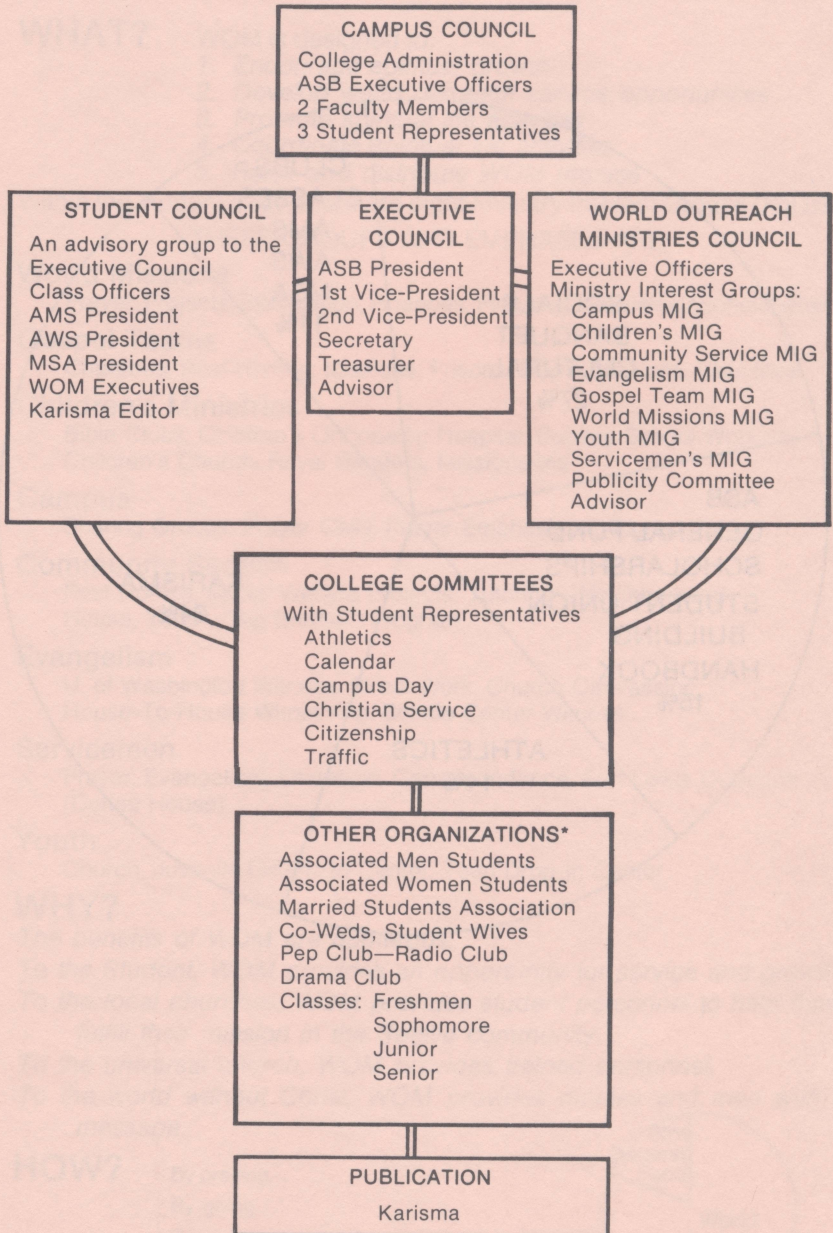 CAMPUS COUNCIL
College Administration
ASB Executive Officers
2 Faculty Members
3 Student Representatives
STUDENT COUNCIL
An advisory group to the
Executive Council
Class Officers
AMS President
AWS President
MSA President
WOM Executives
Karisma Editor
EXECUTIVE
COUNCIL
ASB President
1st Vice-President
2nd Vice-President
Secretary
Treasurer
Advisor
WORLD OUTREACH
MINISTRIES COUNCIL
Executive Officers
Ministry Interest Groups:
Campus MIG
Children's MIG
Community Service MIG
Evangelism MIG
Gospel Team MIG
World Missions MIG
Youth MIG
Servicemen's MIG
Publicity Committee
Advisor
COLLEGE COMMITTEES
With Student Representatives
Athletics
Calendar
Campus Day
Christian Service
Citizenship
Traffic
OTHER ORGANIZATIONS*
Associated Men Students
Associated Women Students
Married Students Association
Co-Weds, Student Wives
Pep Club—Radio Club
Drama Club
Classes: Freshmen
Sophomore
Junior
Senior
PUBLICATION
Karisma